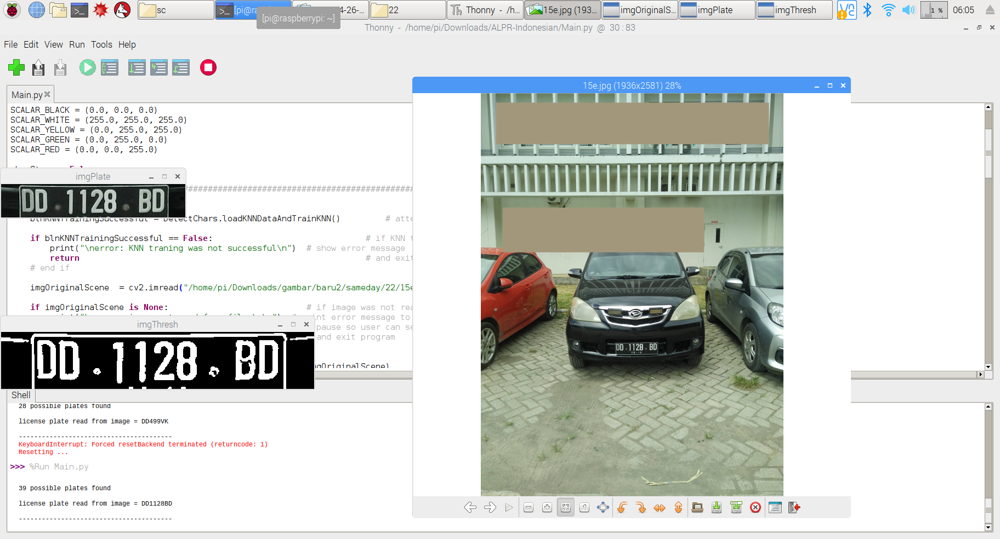 sc
[pi@ra
4-26-...
22
Thonny - /h...
15e.jpg (193...
imgOriginalS...
imgPlate
imgThresh
1 %
06:05
[pi@raspberrypi: ~]
Thonny - /home/pi/Downloads/ALPR-Indonesian/Main.py @ 30 : 83
File Edit View Run Tools Help
Main.py
SCALAR_BLACK = (0.0, 0.0, 0.0)
SCALAR_WHITE = (255.0, 255.0, 255.0)
SCALAR_YELLOW = (0.0, 255.0, 255.0)
SCALAR_GREEN = (0.0, 255.0, 0.0)
SCALAR_RED = (0.0, 0.0, 255.0)
imgPlate
DD 1128 BD
blnKNNTrainingSuccessful = DetectChars.loadKNNDataAndTrainKNN() # atte
if blnKNNTrainingSuccessful == False: # if KNN
print("\nerror: KNN traning was not successful\n") # show error message
return # and exit
# end if
imgOriginalScene = cv2.imread("/home/pi/Downloads/gambar/baru2/sameday/22/15e
if imgOriginalScene is None: # if image was not rea
int error message to
pause so user can se
and exit program
gOriginalScene)
imgThresh
DD 1128 BD
15e.jpg (1936x2581) 28%
DD 1128 BD
Shell
28 possible plates found
license plate read from image = DD499VK
----------------------------------------
KeyboardInterrupt: Forced resetBackend terminated (returncode: 1)
Resetting ...
>>> %Run Main.py
39 possible plates found
license plate read from image = DD1128BD
----------------------------------------